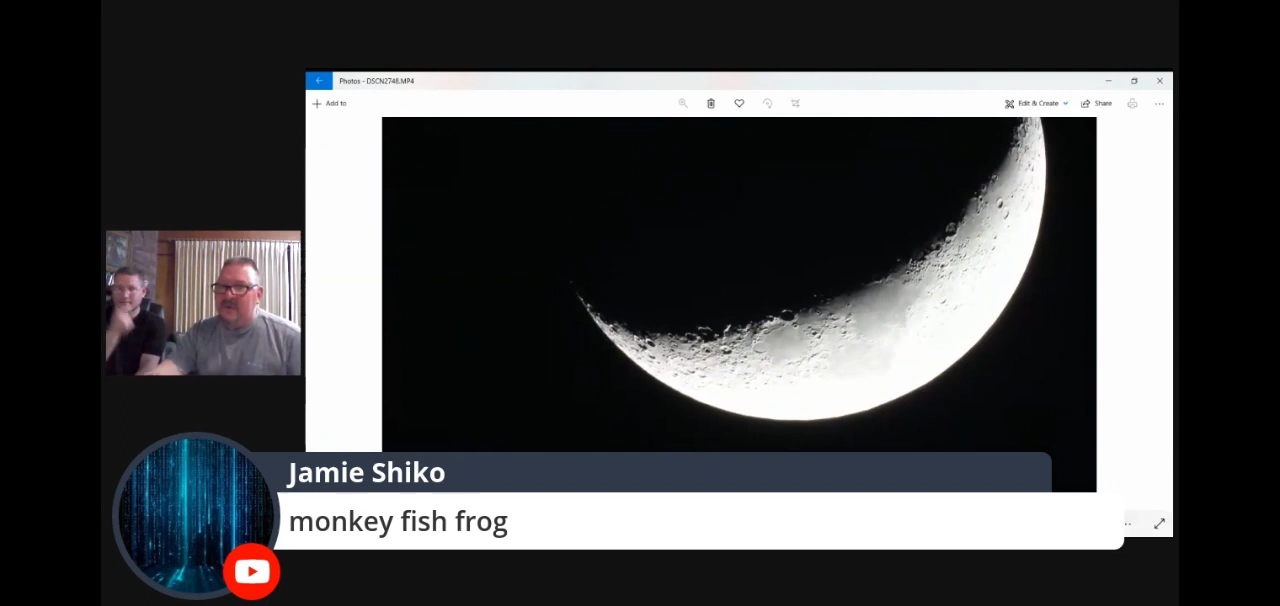 Photos - DSCN2748.MP4
Add to
Edit & Create
Share
Jamie Shiko
monkey fish frog